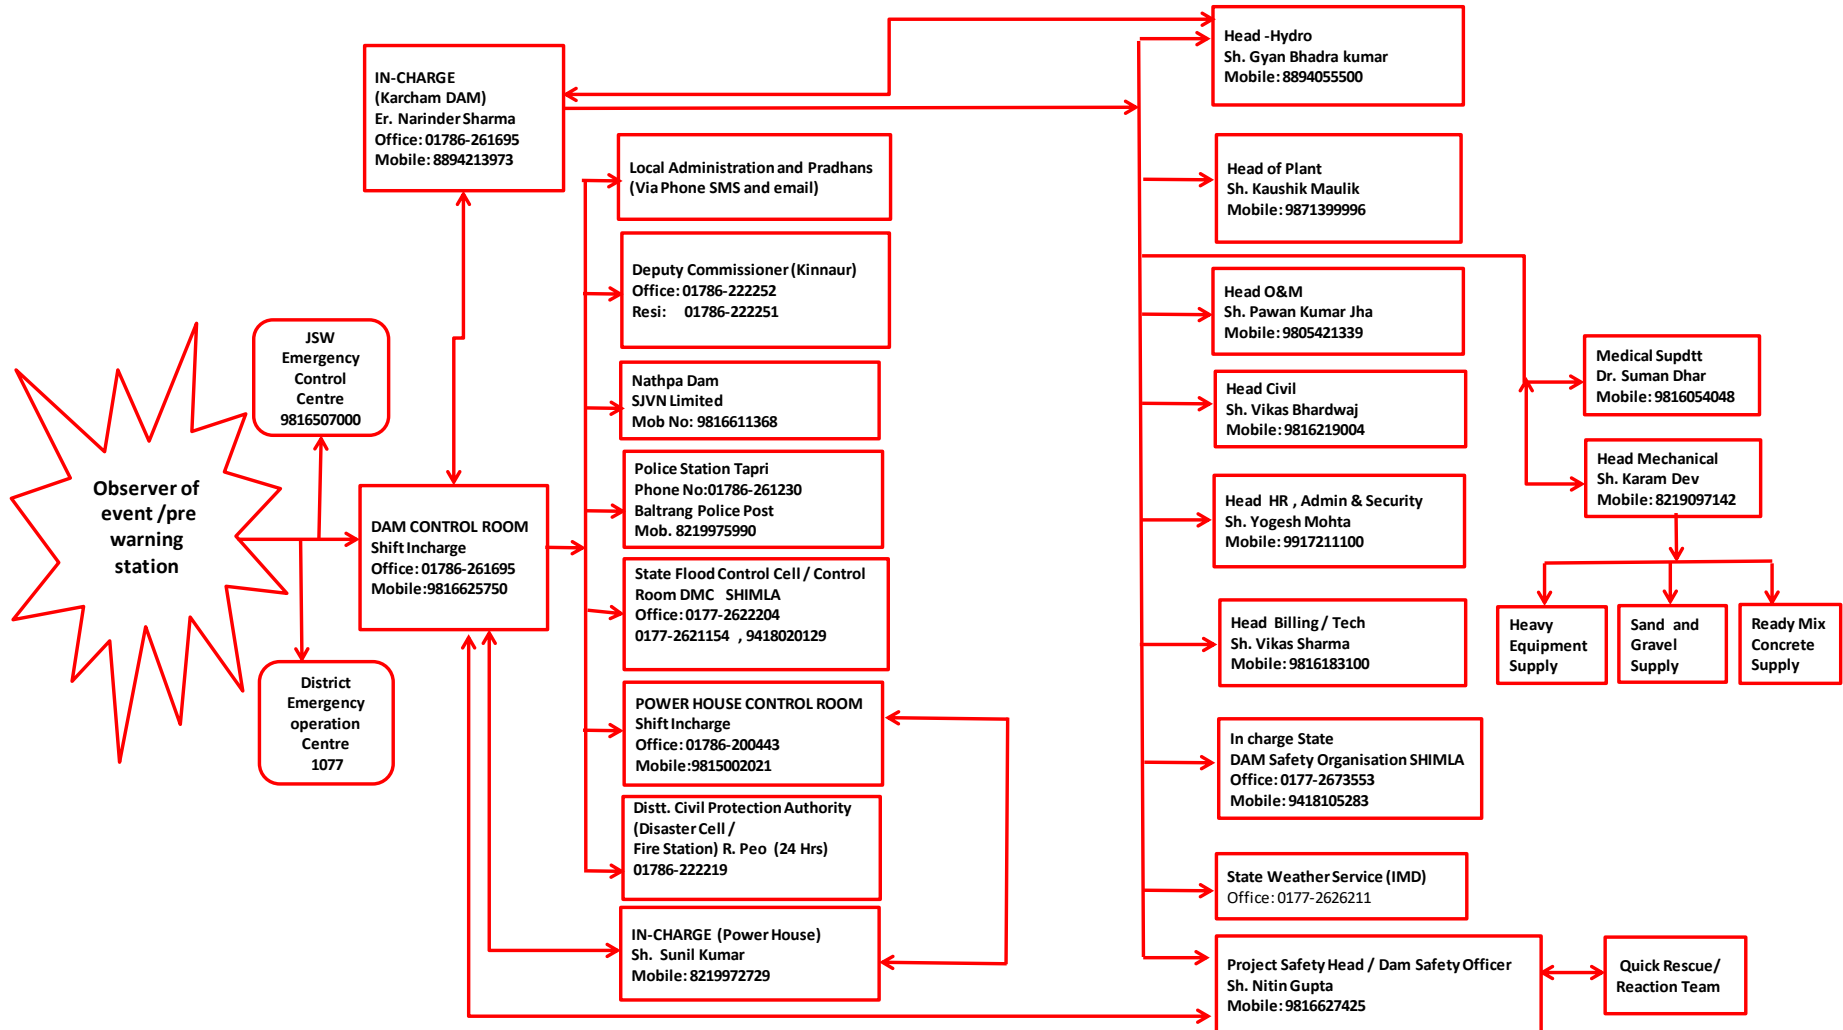 Observer of
event /pre
warning
station
JSW
Emergency
Control
Centre
9816507000
District
Emergency
operation
Centre
1077
IN-CHARGE
(Karcham DAM)
Er. Narinder Sharma
Office: 01786-261695
Mobile: 8894213973
DAM CONTROL ROOM
Shift Incharge
Office: 01786-261695
Mobile:9816625750
Local Administration and Pradhans
(Via Phone SMS and email)
Deputy Commissioner (Kinnaur)
Office: 01786-222252
Resi: 01786-222251
Nathpa Dam
SJVN Limited
Mob No: 9816611368
Police Station Tapri
Phone No:01786-261230
Baltrang Police Post
Mob. 8219975990
State Flood Control Cell / Control
Room DMC SHIMLA
Office: 0177-2622204
0177-2621154 , 9418020129
POWER HOUSE CONTROL ROOM
Shift Incharge
Office: 01786-200443
Mobile:9815002021
Distt. Civil Protection Authority
(Disaster Cell /
Fire Station) R. Peo (24 Hrs)
01786-222219
IN-CHARGE (Power House)
Sh. Sunil Kumar
Mobile: 8219972729
Head -Hydro
Sh. Gyan Bhadra kumar
Mobile: 8894055500
Head of Plant
Sh. Kaushik Maulik
Mobile: 9871399996
Head O&M
Sh. Pawan Kumar Jha
Mobile: 9805421339
Head Civil
Sh. Vikas Bhardwaj
Mobile: 9816219004
Head HR , Admin & Security
Sh. Yogesh Mohta
Mobile: 9917211100
Head Billing / Tech
Sh. Vikas Sharma
Mobile: 9816183100
In charge State
DAM Safety Organisation SHIMLA
Office: 0177-2673553
Mobile: 9418105283
State Weather Service (IMD)
Office: 0177-2626211
Project Safety Head / Dam Safety Officer
Sh. Nitin Gupta
Mobile: 9816627425
Medical Supdtt
Dr. Suman Dhar
Mobile: 9816054048
Head Mechanical
Sh. Karam Dev
Mobile: 8219097142
Heavy
Equipment
Supply
Sand and
Gravel
Supply
Ready Mix
Concrete
Supply
Quick Rescue/
Reaction Team